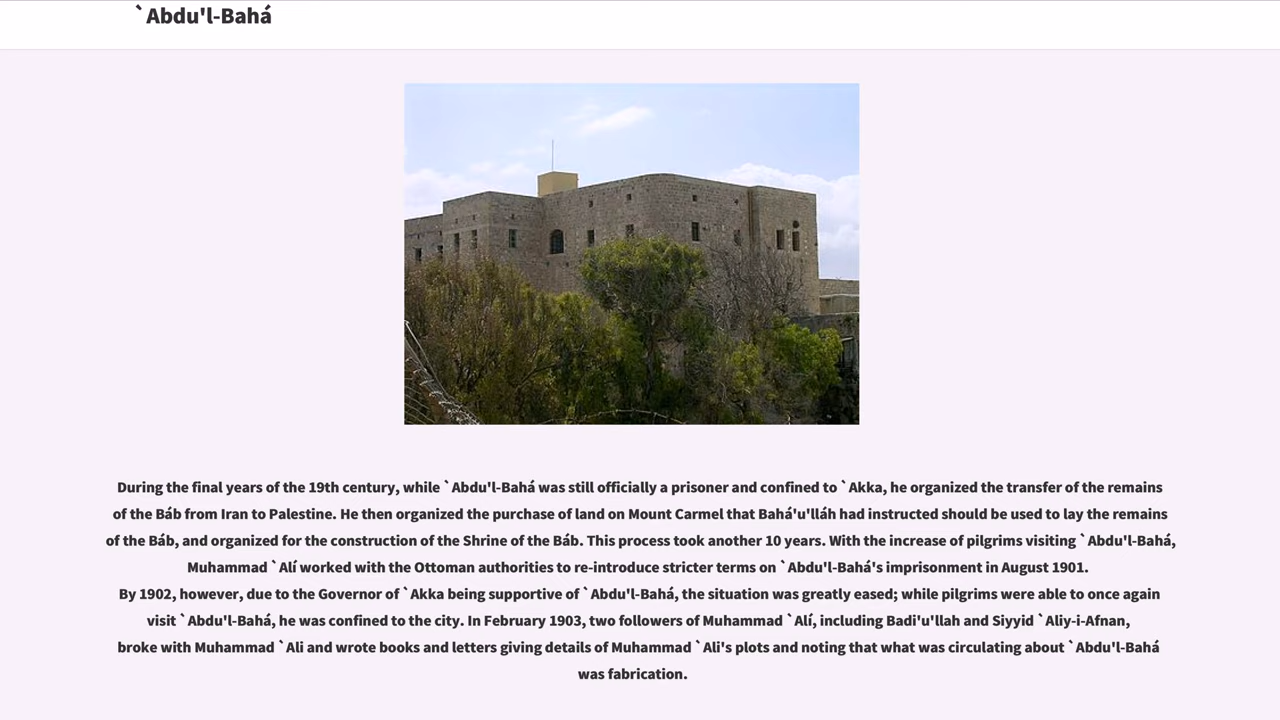 `Abdu'l-Bahá
During the final years of the 19th century, while `Abdu'l-Bahá was still officially a prisoner and confined to `Akka, he organized the transfer of the remains
of the Báb from Iran to Palestine. He then organized the purchase of land on Mount Carmel that Bahá'u'lláh had instructed should be used to lay the remains
of the Báb, and organized for the construction of the Shrine of the Báb. This process took another 10 years. With the increase of pilgrims visiting `Abdu'l-Bahá,
Muhammad `Alí worked with the Ottoman authorities to re-introduce stricter terms on `Abdu'l-Bahá's imprisonment in August 1901.
By 1902, however, due to the Governor of `Akka being supportive of `Abdu'l-Bahá, the situation was greatly eased; while pilgrims were able to once again
visit `Abdu'l-Bahá, he was confined to the city. In February 1903, two followers of Muhammad `Alí, including Badi'u'llah and Siyyid `Aliy-i-Afnan,
broke with Muhammad `Ali and wrote books and letters giving details of Muhammad `Ali's plots and noting that what was circulating about `Abdu'l-Bahá
was fabrication.